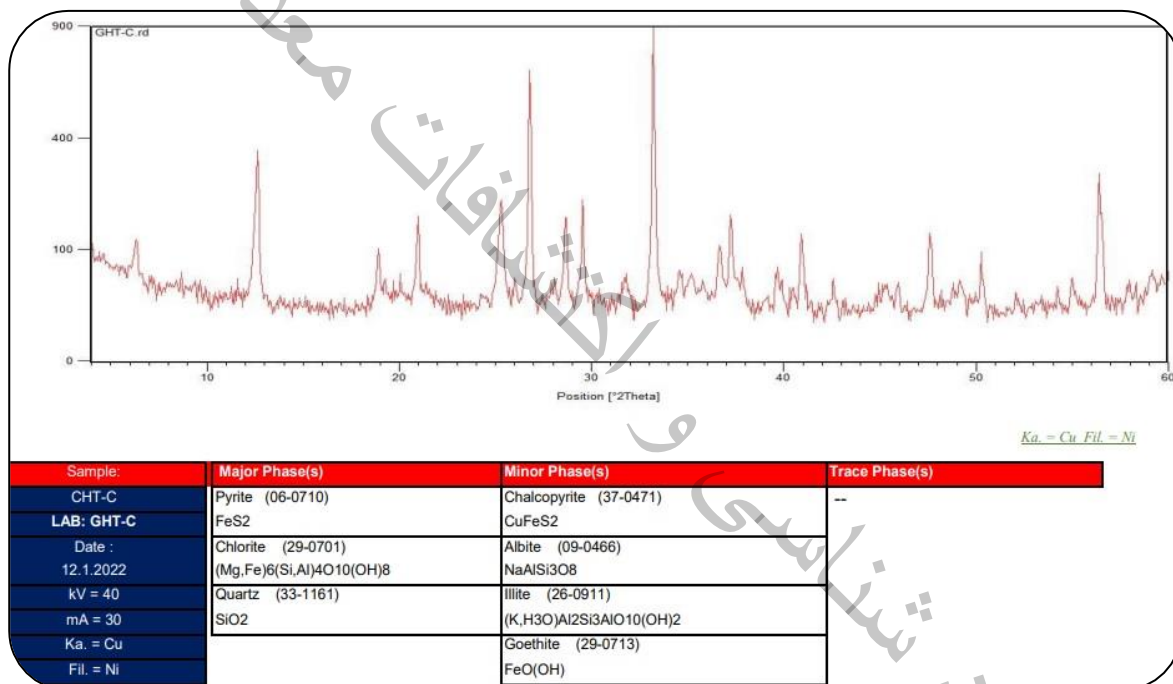 GHT-C.rd
900
400
100
0
10 20 30 40 50 60
Position [°2Theta]
Ka. = Cu Fil. = Ni
Sample: Major Phase(s) Minor Phase(s) Trace Phase(s)
CHT-C Pyrite (06-0710) Chalcopyrite (37-0471) --
LAB: GHT-C FeS2 CuFeS2
Date : Chlorite (29-0701) Albite (09-0466)
12.1.2022 (Mg,Fe)6(Si,Al)4O10(OH)8 NaAlSi3O8
kV = 40 Quartz (33-1161) Illite (26-0911)
mA = 30 SiO2 (K,H3O)Al2Si3AlO10(OH)2
Ka. = Cu Goethite (29-0713)
Fil. = Ni FeO(OH)
و اکتشافات